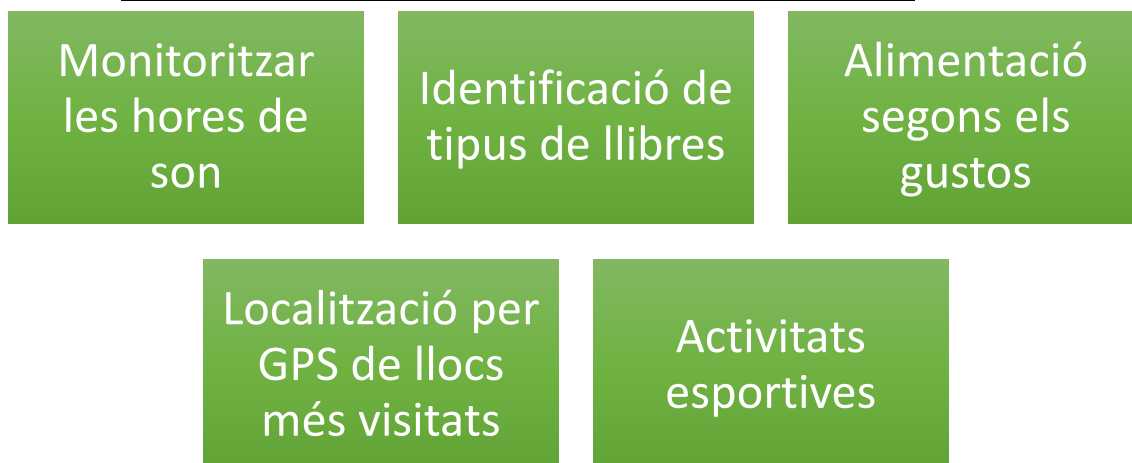 Monitoritzar
les hores de
son
Identificació de
tipus de llibres
Alimentació
segons els
gustos
Localització per
GPS de llocs
més visitats
Activitats
esportives